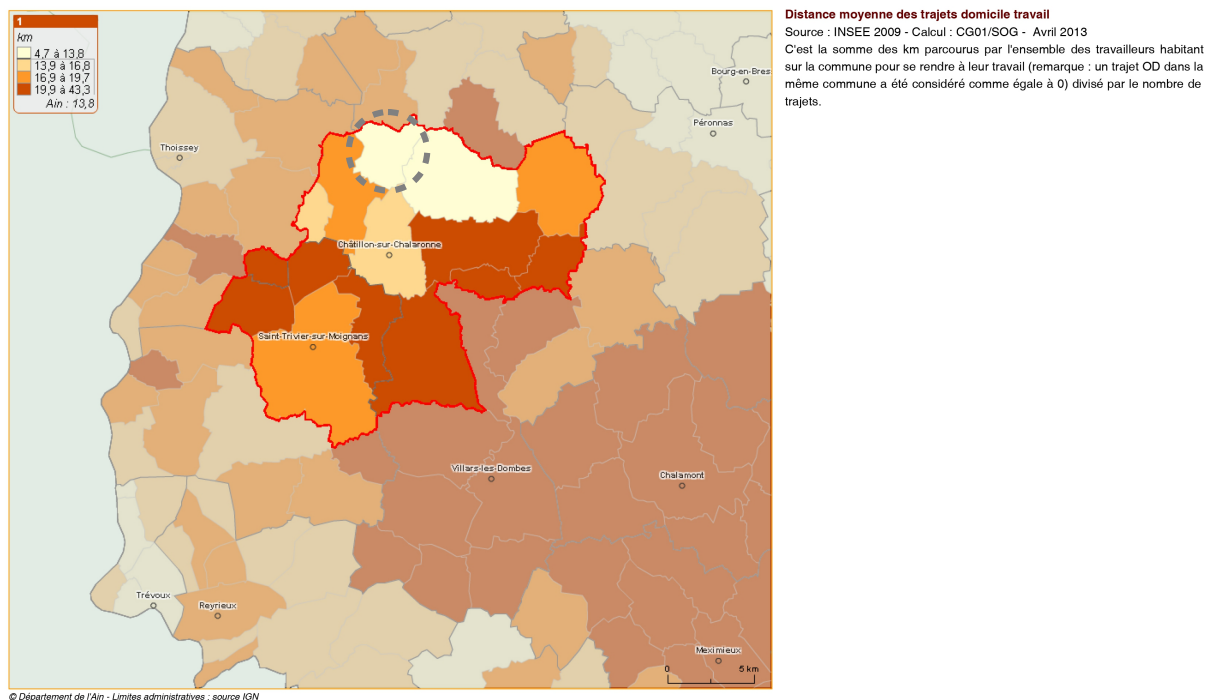 1
km
4,7 à 13,8
13,9 à 16,8
16,9 à 19,7
19,9 à 43,3
Ain : 13,8
Distance moyenne des trajets domicile travail
Source : INSEE 2009 - Calcul : CG01/SOG - Avril 2013
C'est la somme des km parcourus par l'ensemble des travailleurs habitant
sur la commune pour se rendre à leur travail (remarque : un trajet OD dans la
même commune a été considéré comme égale à 0) divisé par le nombre de
trajets.
Bourg-en-Bres
Péronnas
Thoissey
Châtillon-sur-Chalaronne
Saint-Trivier-sur-Moignans
Villars-les-Dombes
Chalamont
Trévoux
Reyrieux
Meximieux
0 5 km
© Département de l'Ain - Limites administratives : source IGN